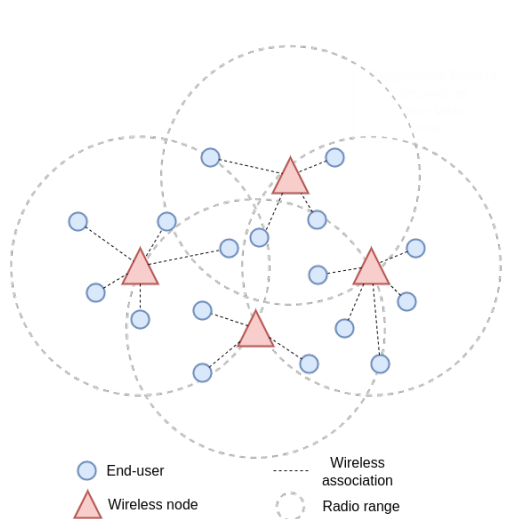 End-user
Wireless
association
Wireless node
Radio range